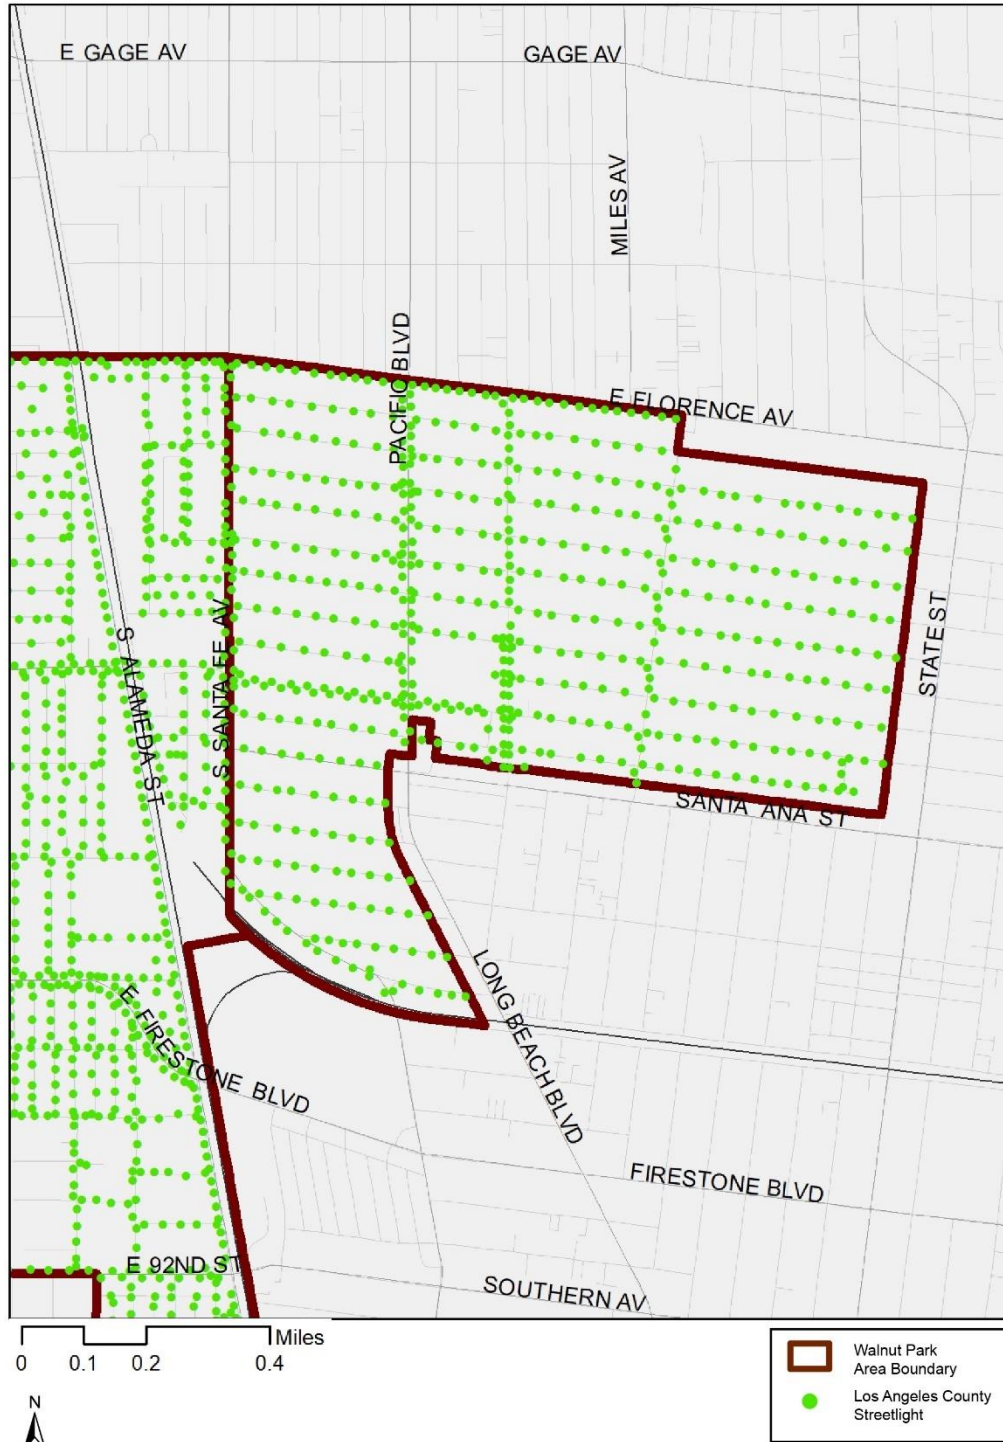 E GAGE AV
GAGE AV
MILES AV
PACIFIC BLVD
E FLORENCE AV
S SANTA FE AV
STATE ST
S ALAMEDA ST
SANTA ANA ST
LONG BEACH BLVD
E FIRESTONE BLVD
FIRESTONE BLVD
E 92ND ST
SOUTHERN AV
Miles
0 0.1 0.2 0.4
N
Walnut Park
Area Boundary
Los Angeles County
Streetlight